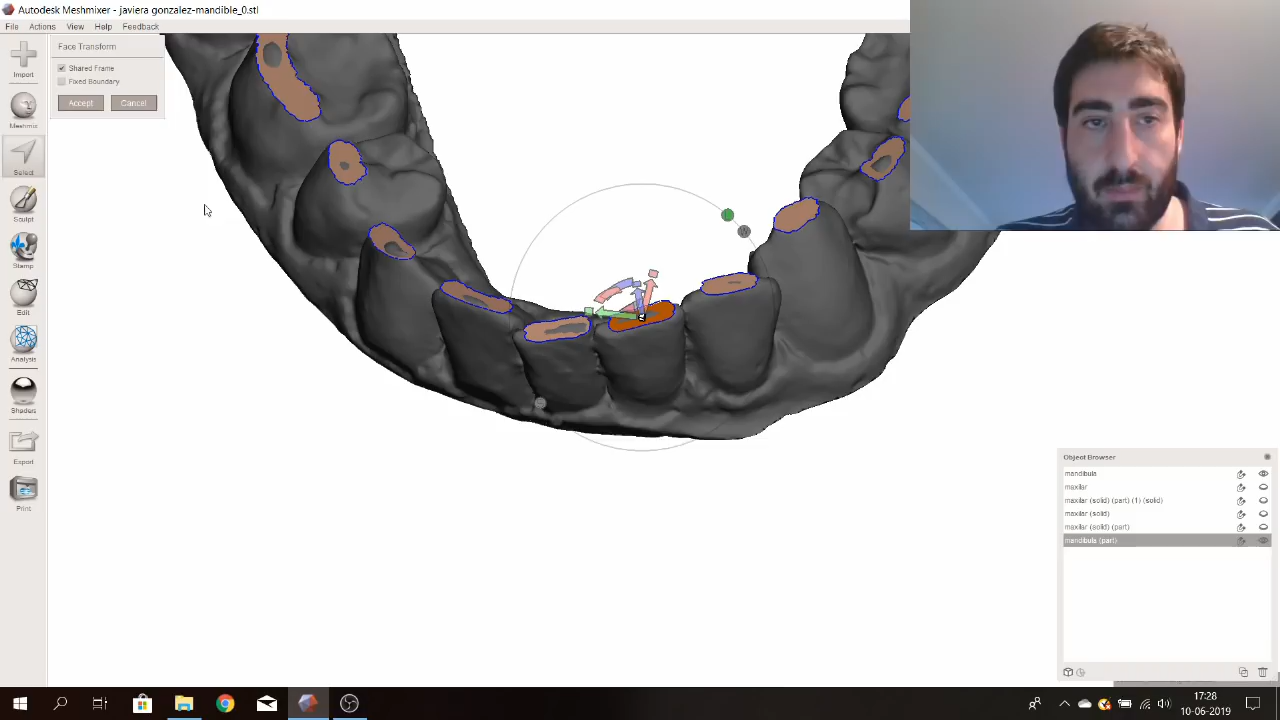 Autodesk Meshmixer - javiera gonzalez-mandible_0.stl
File Actions View Help Feedback
Import
Meshmix
Select
Sculpt
Stamp
Edit
Analysis
Shaders
Export
Print
Face Transform
Shared Frame
Fixed Boundary
Accept Cancel
Object Browser
mandibula
maxilar
maxilar (solid) (part) (1) (solid)
maxilar (solid)
maxilar (solid) (part)
mandibula (part)
17:28
10-06-2019